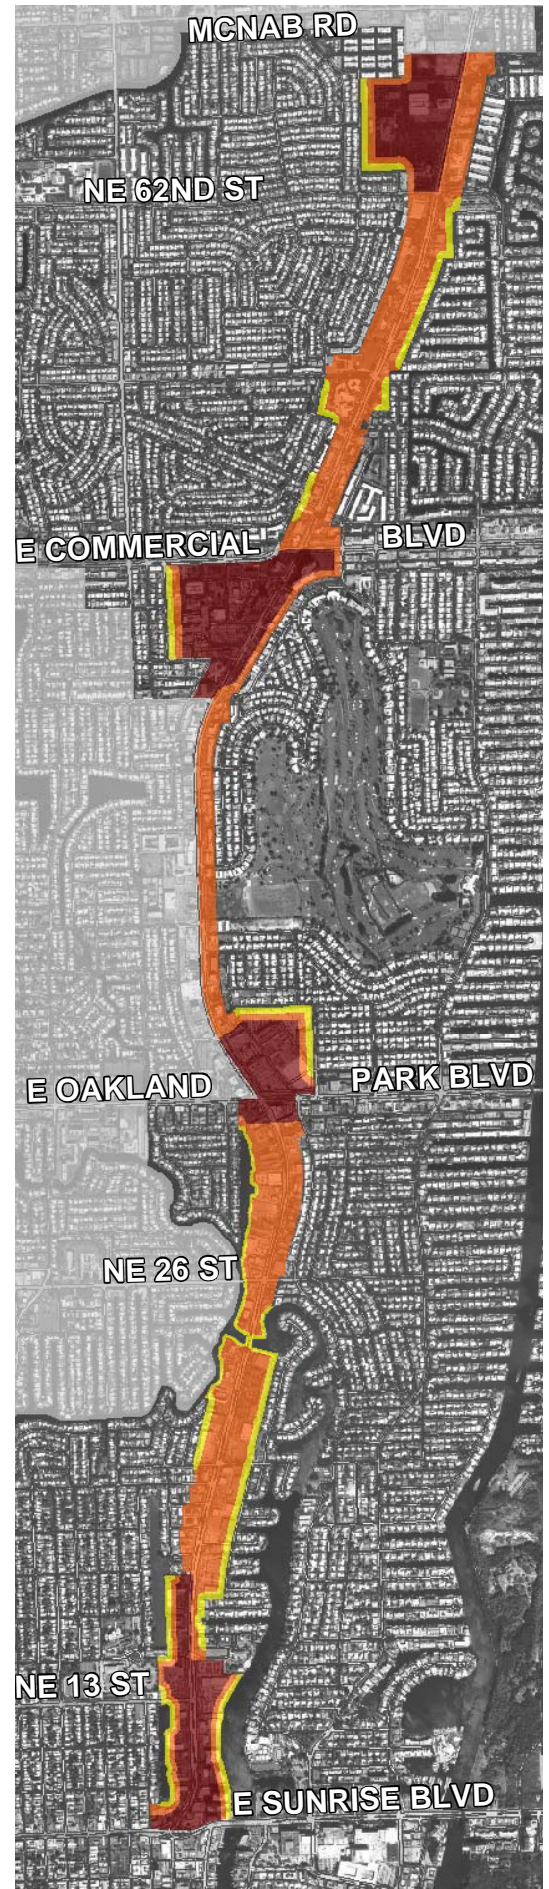 MCNAB RD
NE 62ND ST
E COMMERCIAL BLVD
E OAKLAND PARK BLVD
NE 26 ST
NE 13 ST
E SUNRISE BLVD